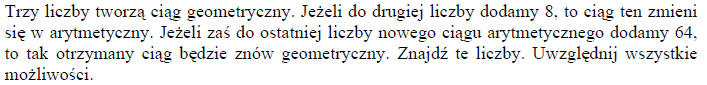 Trzy liczby tworzą ciąg geometryczny. Jeżeli do drugiej liczby dodamy 8, to ciąg ten zmieni
się w arytmetyczny. Jeżeli zaś do ostatniej liczby nowego ciągu arytmetycznego dodamy 64,
to tak otrzymany ciąg będzie znów geometryczny. Znajdź te liczby. Uwzględnij wszystkie
możliwości.